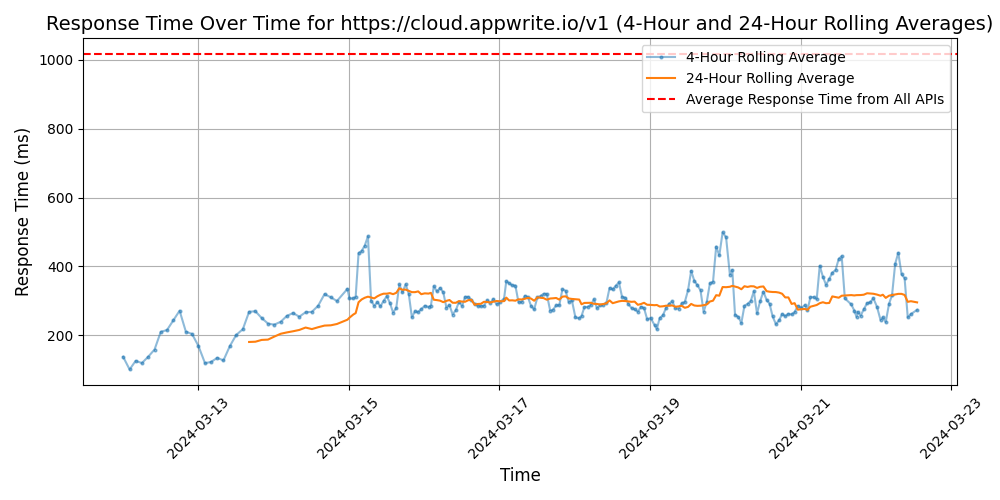 Response Time Over Time for https://cloud.appwrite.io/v1 (4-Hour and 24-Hour Rolling Averages)
4-Hour Rolling Average
24-Hour Rolling Average
Average Response Time from All APIs
Response Time (ms)
1000
800
600
400
200
2024-03-13
2024-03-15
2024-03-17
2024-03-19
2024-03-21
2024-03-23
Time